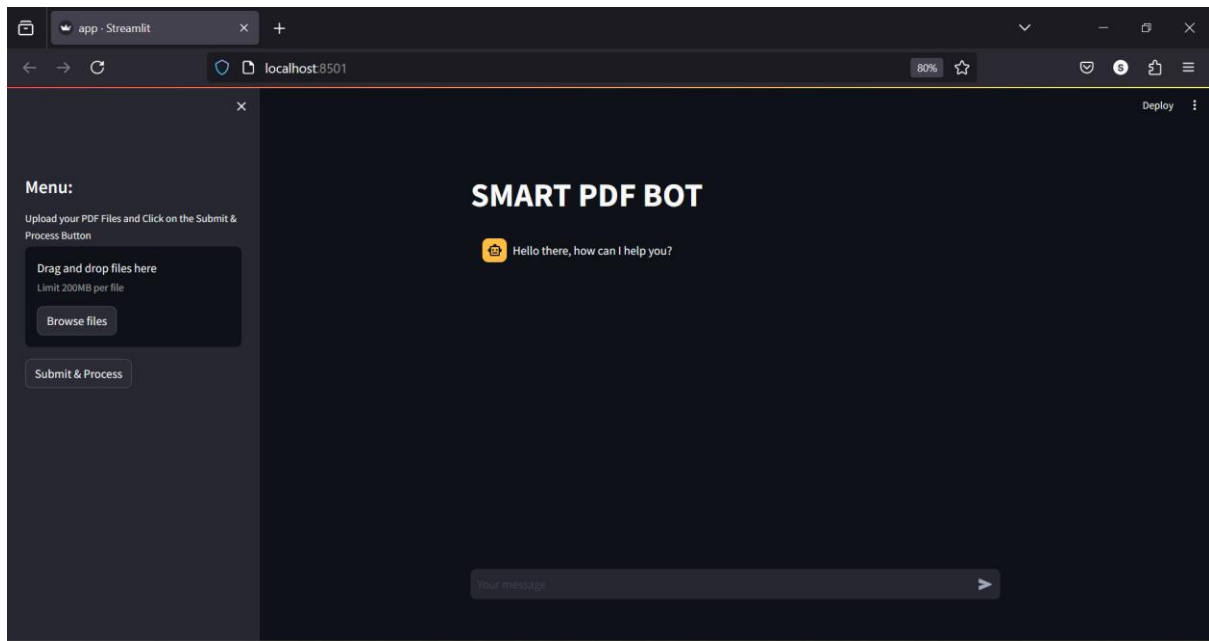 app · Streamlit
localhost:8501
80%
S
Deploy
Menu:
Upload your PDF Files and Click on the Submit &
Process Button
Drag and drop files here
Limit 200MB per file
Browse files
Submit & Process
SMART PDF BOT
Hello there, how can I help you?
Your message